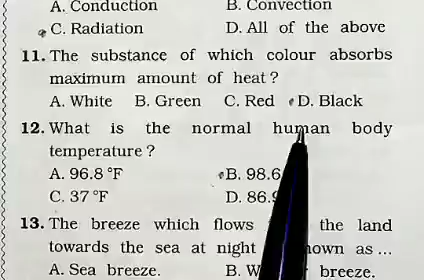 A. Conduction B. Convection
C. Radiation D. All of the above
11. The substance of which colour absorbs
maximum amount of heat ?
A. White B. Green C. Red D. Black
12. What is the normal human body
temperature ?
A. 96.8 °F B. 98.6
C. 37 °F D. 86.9
13. The breeze which flows the land
towards the sea at night as ...
A. Sea breeze. B. breeze.